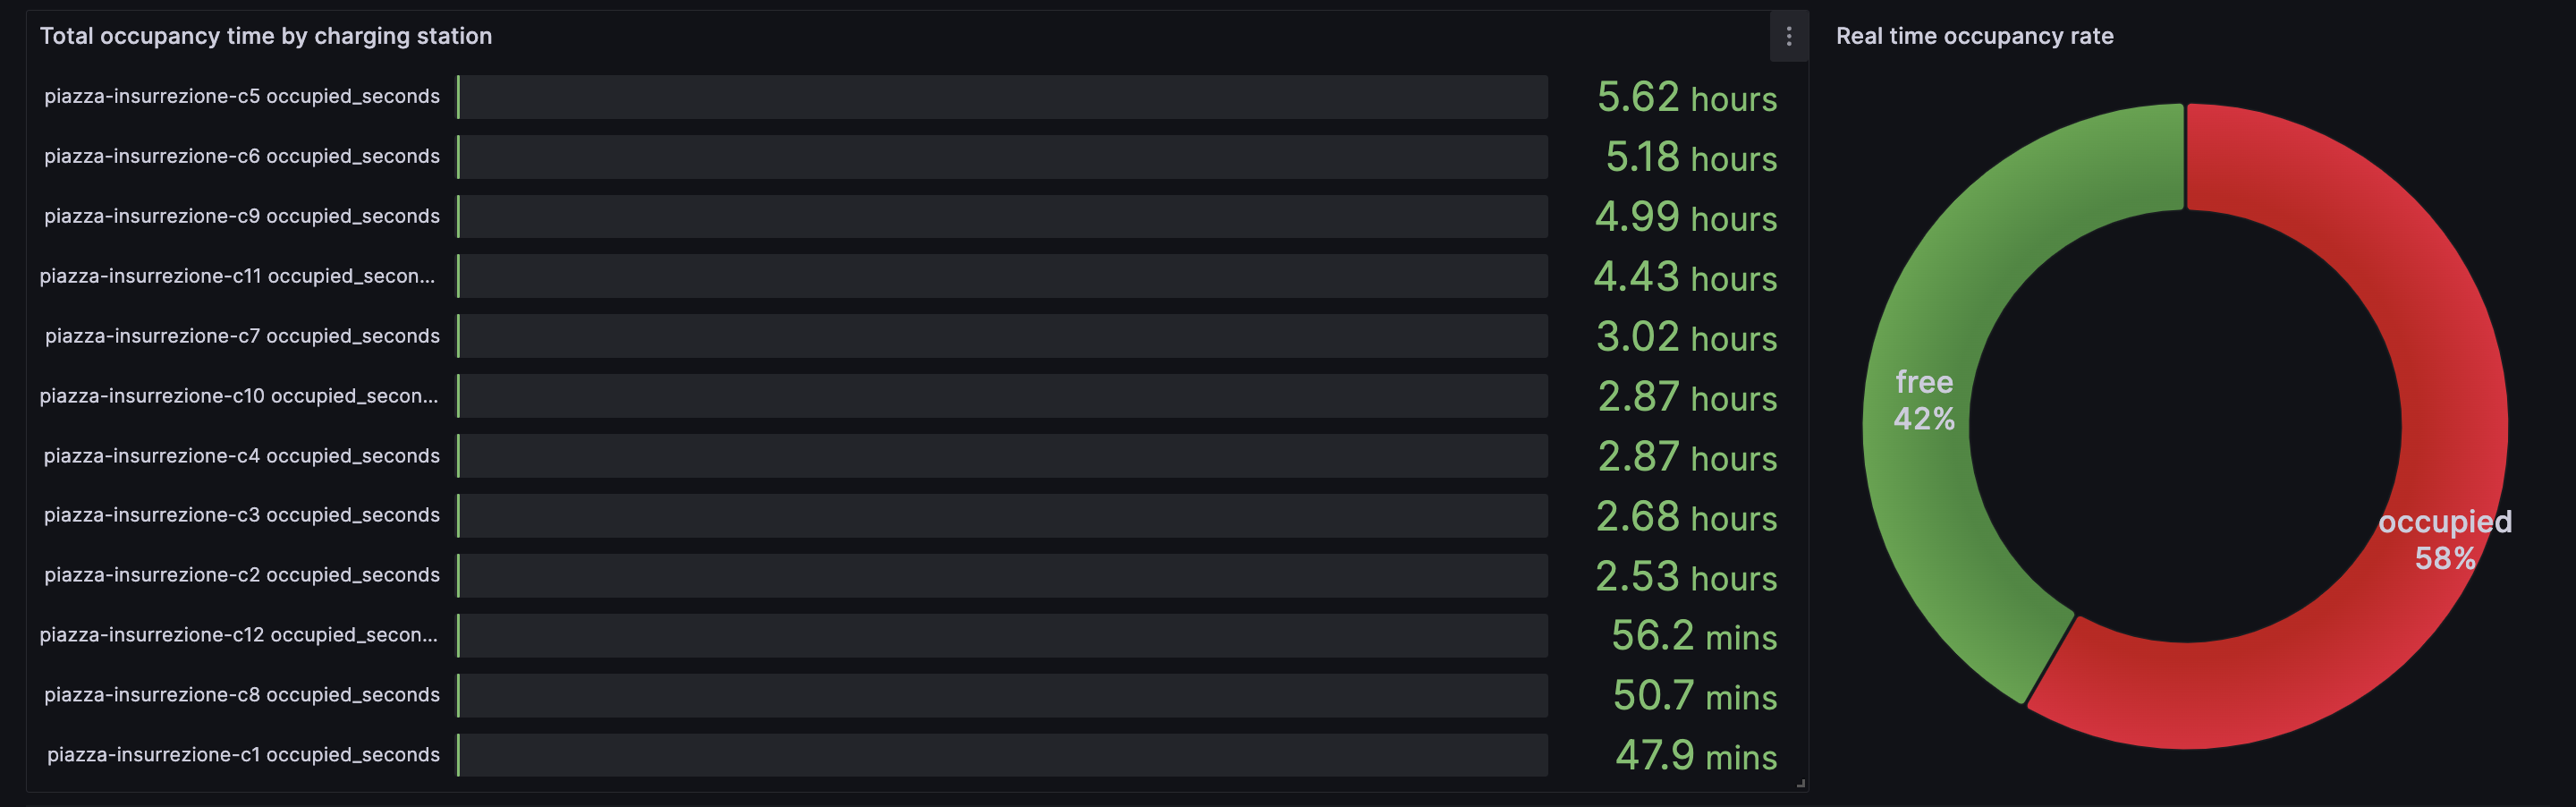 Total occupancy time by charging station
piazza-insurrezione-c5 occupied_seconds 5.62 hours
piazza-insurrezione-c6 occupied_seconds 5.18 hours
piazza-insurrezione-c9 occupied_seconds 4.99 hours
piazza-insurrezione-c11 occupied_secon... 4.43 hours
piazza-insurrezione-c7 occupied_seconds 3.02 hours
piazza-insurrezione-c10 occupied_secon... 2.87 hours
piazza-insurrezione-c4 occupied_seconds 2.87 hours
piazza-insurrezione-c3 occupied_seconds 2.68 hours
piazza-insurrezione-c2 occupied_seconds 2.53 hours
piazza-insurrezione-c12 occupied_secon... 56.2 mins
piazza-insurrezione-c8 occupied_seconds 50.7 mins
piazza-insurrezione-c1 occupied_seconds 47.9 mins
Real time occupancy rate
free
42%
occupied
58%